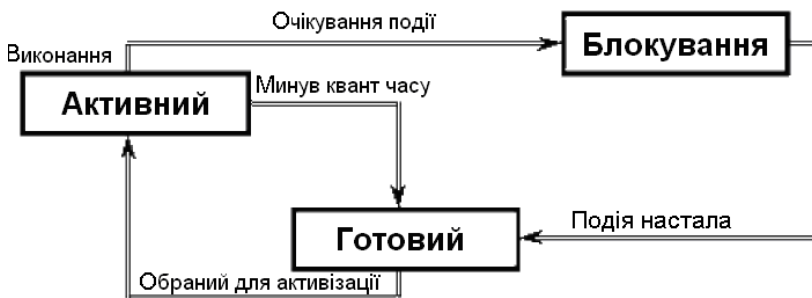 Очікування події
Блокування
Виконання
Минув квант часу
Активний
Подія настала
Готовий
Обраний для активізації